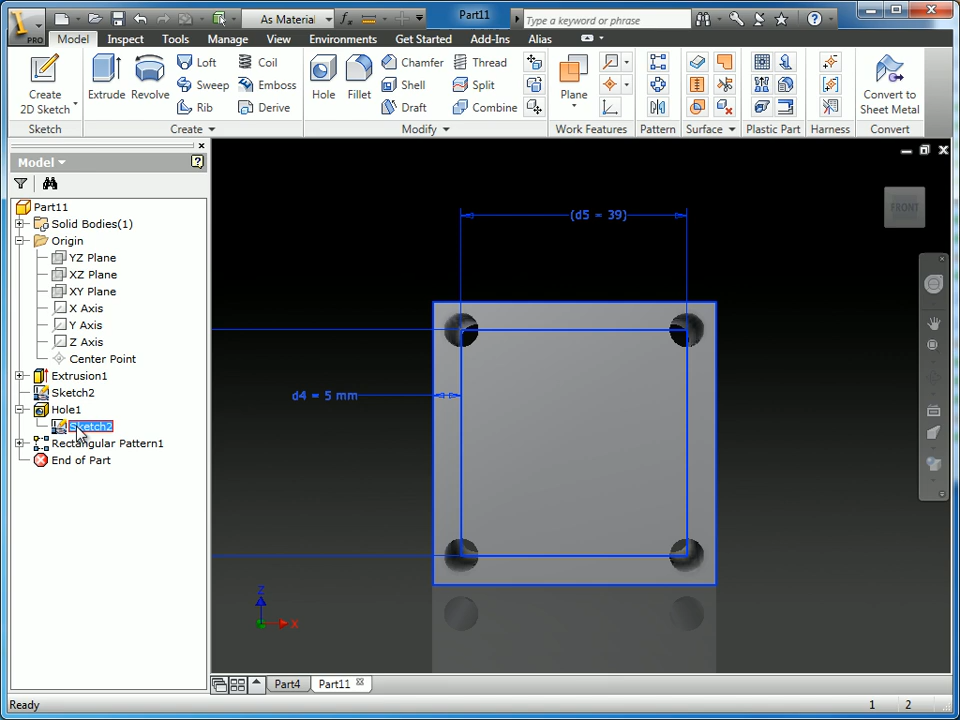 PRO
As Material
Part11
Type a keyword or phrase
Model Inspect Tools Manage View Environments Get Started Add-Ins Alias
Create
2D Sketch
Extrude
Revolve
Loft
Sweep
Rib
Coil
Emboss
Derive
Hole
Fillet
Chamfer
Shell
Draft
Thread
Split
Combine
Plane
Convert to
Sheet Metal
Sketch Create Modify Work Features Pattern Surface Plastic Part Harness Convert
Model
Part11
Solid Bodies(1)
Origin
YZ Plane
XZ Plane
XY Plane
X Axis
Y Axis
Z Axis
Center Point
Extrusion1
Sketch2
Hole1
Sketch2
Rectangular Pattern1
End of Part
(d5 = 39)
FRONT
d4 = 5 mm
Z
X
Part4
Part11
Ready
1 2